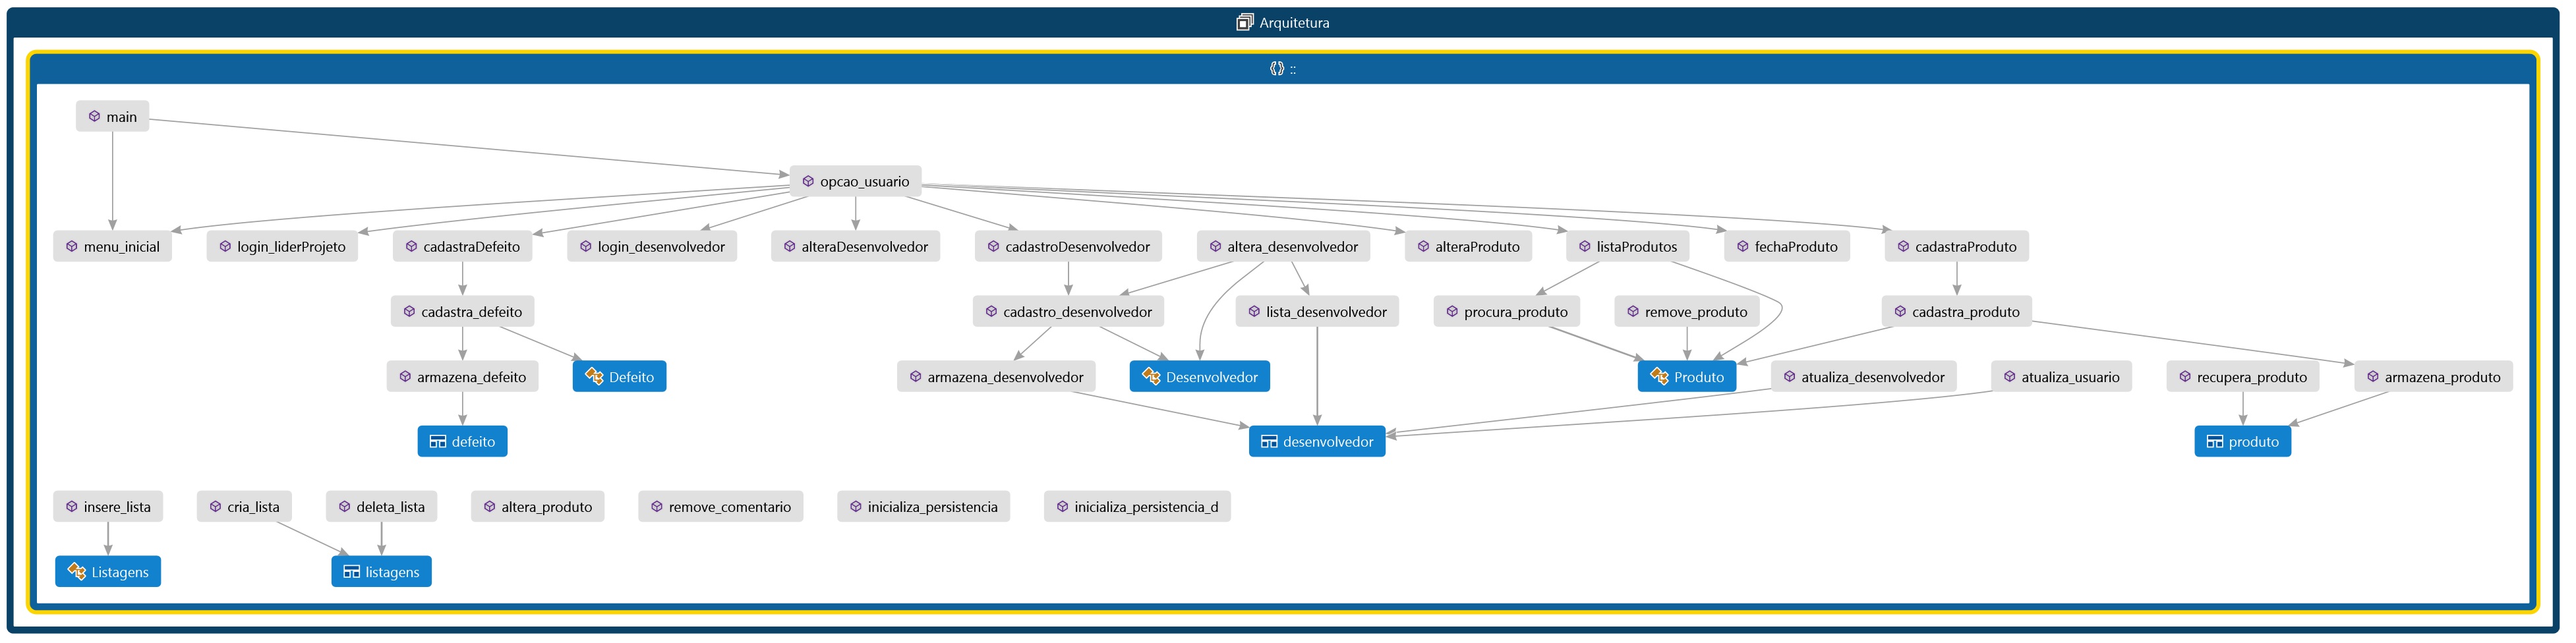 Arquitetura
::
main
opcao_usuario
menu_inicial
login_liderProjeto
cadastraDefeito
login_desenvolvedor
alteraDesenvolvedor
cadastroDesenvolvedor
altera_desenvolvedor
alteraProduto
listaProdutos
fechaProduto
cadastraProduto
cadastra_defeito
cadastro_desenvolvedor
lista_desenvolvedor
procura_produto
remove_produto
cadastra_produto
armazena_defeito
Defeito
armazena_desenvolvedor
Desenvolvedor
Produto
atualiza_desenvolvedor
atualiza_usuario
recupera_produto
armazena_produto
defeito
desenvolvedor
produto
insere_lista
cria_lista
deleta_lista
altera_produto
remove_comentario
inicializa_persistencia
inicializa_persistencia_d
Listagens
listagens